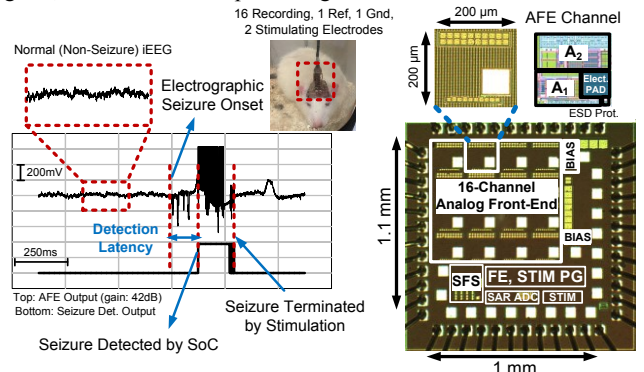 16 Recording, 1 Ref, 1 Gnd,
2 Stimulating Electrodes
Normal (Non-Seizure) iEEG
Electrographic
Seizure Onset
200mV
Detection
Latency
250ms
Top: AFE Output (gain: 42dB)
Bottom: Seizure Det. Output
Seizure Terminated
by Stimulation
Seizure Detected by SoC
200 µm
200 µm
AFE Channel
A2
A1
Elect.
PAD
ESD Prot.
BIAS
16-Channel
Analog Front-End
BIAS
1.1 mm
SFS
FE, STIM PG
SAR ADC
STIM
1 mm